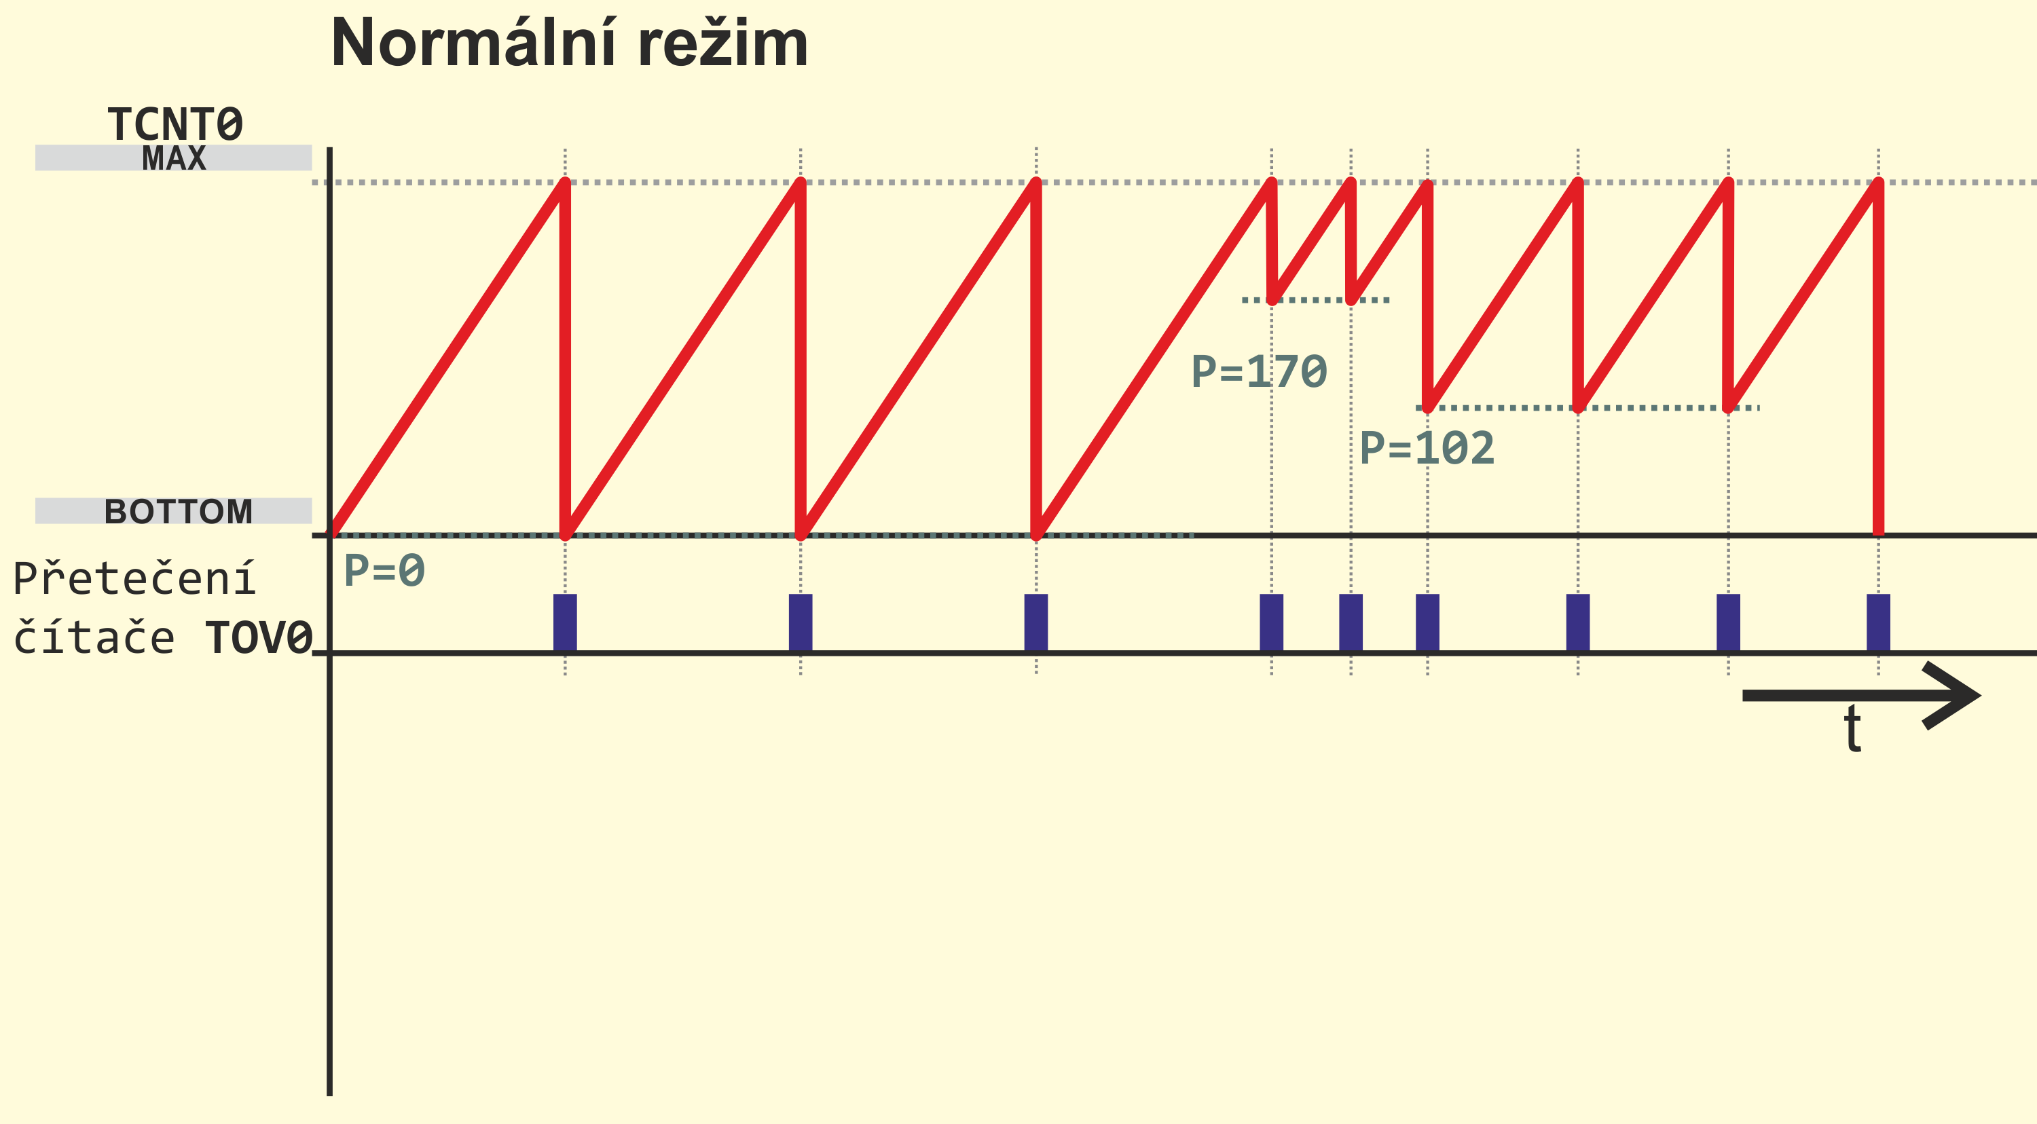 Normální režim
TCNT0
MAX
P=170
P=102
BOTTOM
P=0
Přetečení
čítače TOV0
t